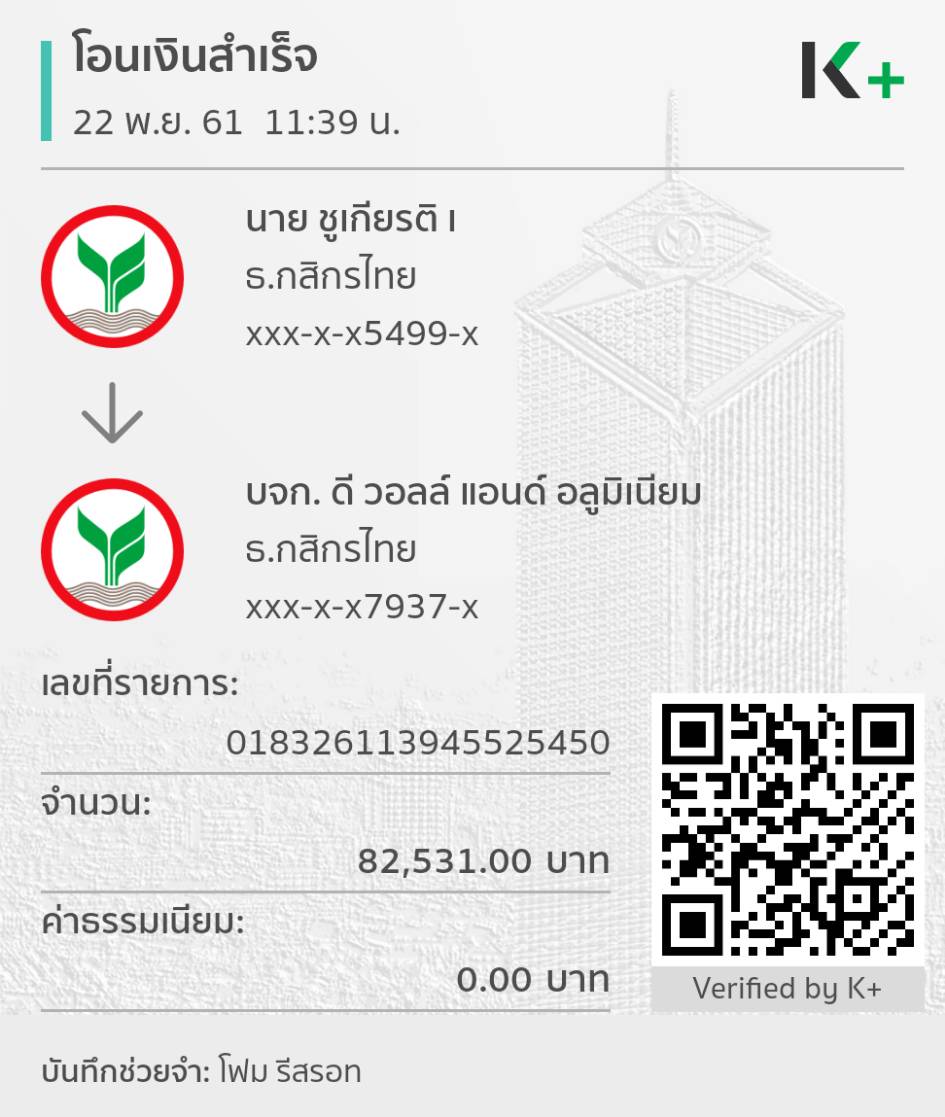 โอนเงินสำเร็จ
K+
22 พ.ย. 61 11:39 น.
นาย ชูเกียรติ เ
ธ.กสิกรไทย
xxx-x-x5499-x
บจก. ดี วอลล์ แอนด์ อลูมิเนียม
ธ.กสิกรไทย
xxx-x-x7937-x
เลขที่รายการ:
018326113945525450
จำนวน:
82,531.00 บาท
ค่าธรรมเนียม:
0.00 บาท
Verified by K+
บันทึกช่วยจำ: โฟม รีสรอท